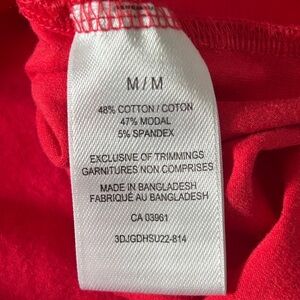 M / M
48% COTTON / COTON
47% MODAL
5% SPANDEX
EXCLUSIVE OF TRIMMINGS
GARNITURES NON COMPRISES
MADE IN BANGLADESH
FABRIQUÉ AU BANGLADESH
CA 03961
3DJGDHSU22-814